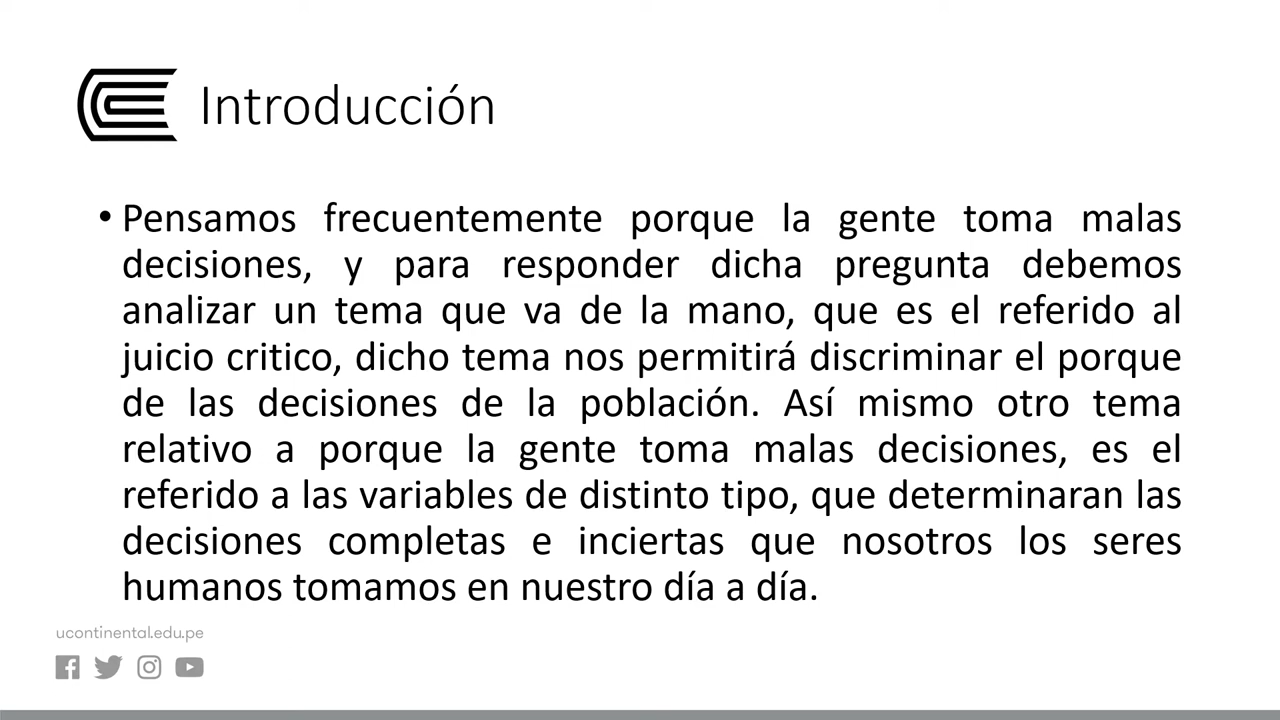 Introducción
• Pensamos frecuentemente porque la gente toma malas
decisiones, y para responder dicha pregunta debemos
analizar un tema que va de la mano, que es el referido al
juicio critico, dicho tema nos permitirá discriminar el porque
de las decisiones de la población. Así mismo otro tema
relativo a porque la gente toma malas decisiones, es el
referido a las variables de distinto tipo, que determinaran las
decisiones completas e inciertas que nosotros los seres
humanos tomamos en nuestro día a día.
ucontinental.edu.pe